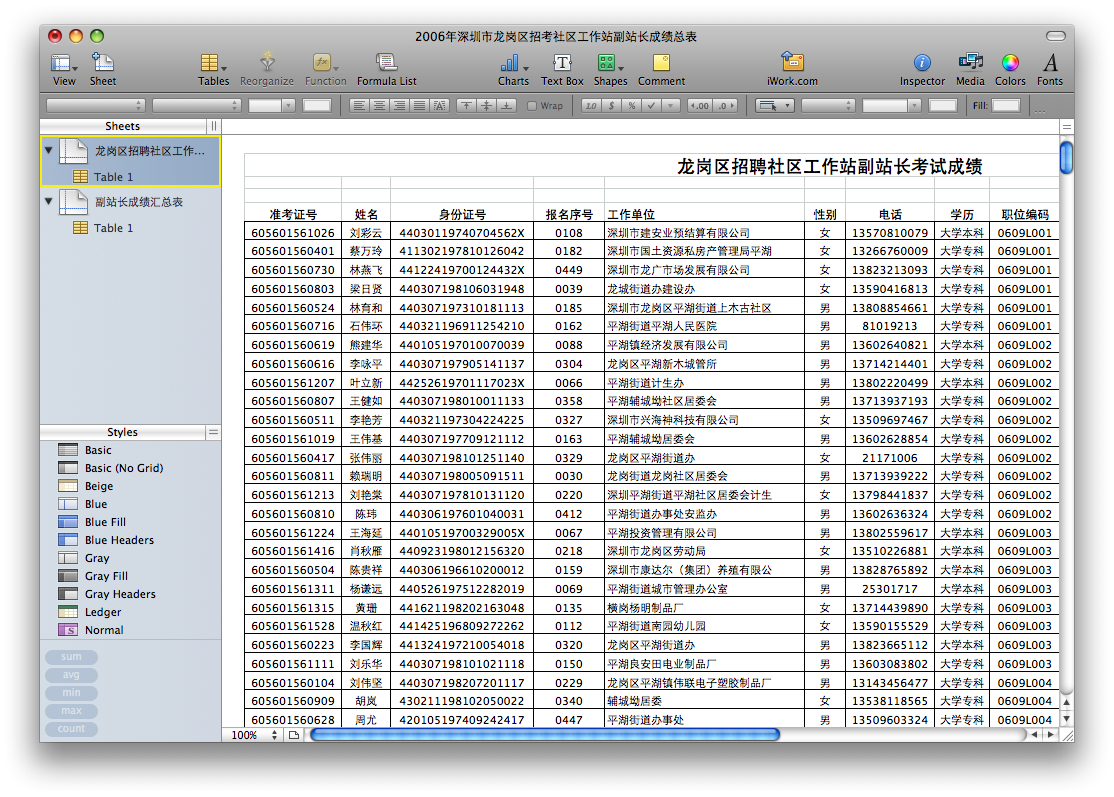 2006年深圳市龙岗区招考社区工作站副站长成绩总表
View Sheet Tables Reorganize Function Formula List Charts Text Box Shapes Comment iWork.com Inspector Media Colors Fonts
Wrap 1.0 $ % .00 .0 Fill:
Sheets
龙岗区招聘社区工作...
Table 1
副站长成绩汇总表
Table 1
Styles
Basic
Basic (No Grid)
Beige
Blue
Blue Fill
Blue Headers
Gray
Gray Fill
Gray Headers
Ledger
Normal
sum
avg
min
max
count
龙岗区招聘社区工作站副站长考试成绩
准考证号 姓名 身份证号 报名序号 工作单位 性别 电话 学历 职位编码
605601561026 刘彩云 44030119740704562X 0108 深圳市建安业预结算有限公司 女 13570810079 大学本科 0609L001
605601560401 蔡万玲 411302197810126042 0182 深圳市国土资源私房产管理局平湖 女 13266760009 大学专科 0609L001
605601560730 林燕飞 44122419700124432X 0449 深圳市龙广市场发展有限公司 女 13823213093 大学专科 0609L001
605601560803 梁日贤 440307198106031948 0039 龙城街道办建设办 女 13590416813 大学专科 0609L001
605601560524 林育和 440307197310181113 0185 深圳市龙岗区平湖街道上木古社区 男 13808854661 大学专科 0609L001
605601560716 石伟环 440321196911254210 0162 平湖街道平湖人民医院 男 81019213 大学专科 0609L001
605601560619 熊建华 440105197010070039 0088 平湖镇经济发展有限公司 男 13602640821 大学本科 0609L002
605601560616 李咏平 440307197905141137 0304 龙岗区平湖新木城管所 男 13714214401 大学专科 0609L002
605601561207 叶立新 44252619701117023X 0066 平湖街道计生办 男 13802220499 大学本科 0609L002
605601560807 王健如 440307198010011133 0358 平湖辅城坳社区居委会 男 13713937193 大学专科 0609L002
605601560511 李艳芳 440321197304224225 0327 深圳市兴海神科技有限公司 女 13509697467 大学专科 0609L002
605601561019 王伟基 440307197709121112 0163 平湖辅城坳居委会 男 13602628854 大学专科 0609L002
605601560417 张伟丽 440307198101251140 0329 龙岗区平湖街道办 女 21171006 大学专科 0609L002
605601560811 赖瑞明 440307198005091511 0030 龙岗街道龙岗社区居委会 男 13713939222 大学专科 0609L002
605601561213 刘艳棠 440307197810131120 0220 深圳平湖街道平湖社区居委会计生 女 13798441837 大学专科 0609L002
605601560810 陈玮 440306197601040031 0412 平湖街道办事处安监办 男 13602636324 大学专科 0609L002
605601561224 王海延 44010519700329005X 0067 平湖投资管理有限公司 男 13802559617 大学本科 0609L003
605601561416 肖秋雁 440923198012156320 0218 深圳市龙岗区劳动局 女 13510226881 大学本科 0609L003
605601560504 陈贵祥 440306196610200012 0159 深圳市康达尔（集团）养殖有限公 男 13828765892 大学本科 0609L003
605601561311 杨谦远 440526197512282019 0069 平湖街道城市管理办公室 男 25301717 大学专科 0609L003
605601561315 黄珊 441621198202163048 0135 横岗杨明制品厂 女 13714439890 大学专科 0609L003
605601561528 温秋红 441425196809272262 0112 平湖街道南园幼儿园 女 13590155529 大学专科 0609L003
605601560223 李国辉 441324197210054018 0320 龙岗区平湖街道办 男 13823665112 大学本科 0609L003
605601561111 刘乐华 440307198101021118 0150 平湖良安田电业制品厂 男 13603083802 大学专科 0609L003
605601560104 刘伟坚 440307198207201117 0229 龙岗区平湖镇伟联电子塑胶制品厂 男 13143456477 大学专科 0609L003
605601560909 胡岚 430211198102050022 0340 辅城坳居委 女 13538118565 大学专科 0609L004
605601560628 周尤 420105197409242417 0447 平湖街道办事处 男 13509603324 大学专科 0609L004
100%